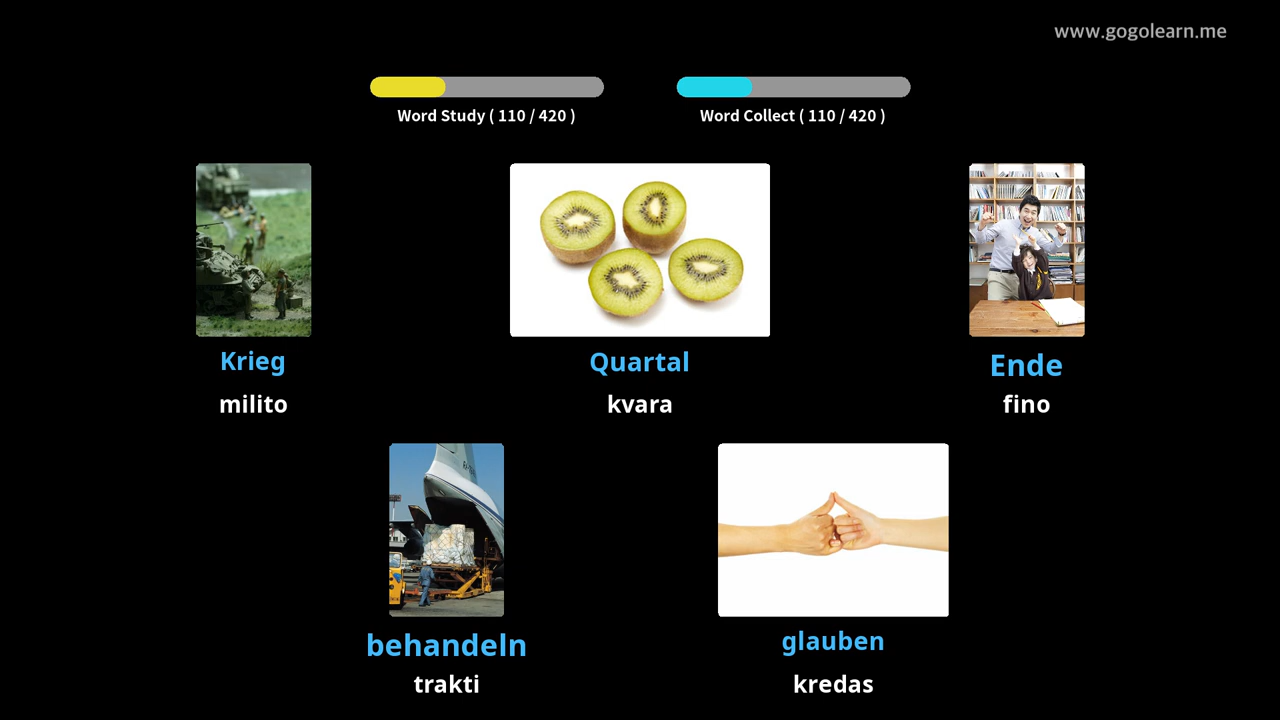 www.gogolearn.me
Word Study ( 110 / 420 )
Word Collect ( 110 / 420 )
Krieg
milito
Quartal
kvara
Ende
fino
behandeln
trakti
glauben
kredas